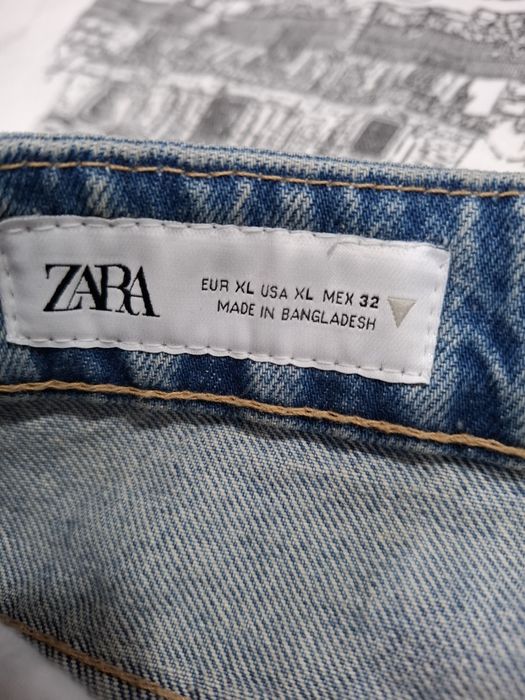 ZARA
EUR XL USA XL MEX 32
MADE IN BANGLADESH